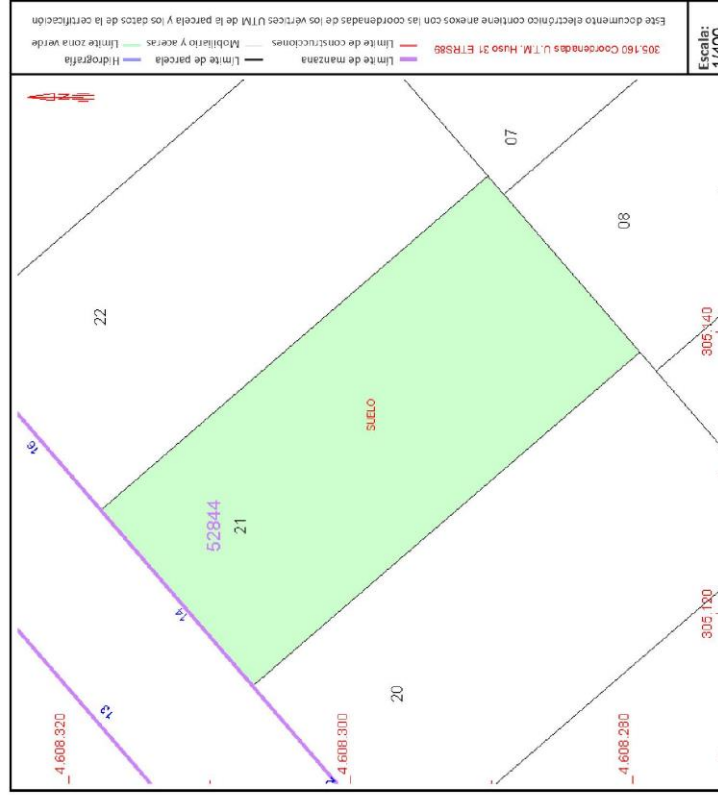 Este documento electrónico contiene anexos con las coordenadas de los vértices UTM de la parcela y los datos de la certificación
305.160 Coordenadas U.T.M. Huso 31 ETRS89
Límite de manzana
Límite de parcela
Hidrografía
Límite de construcciones
Mobiliario y aceras
Límite zona verde
Escala:
1/400
07
08
22
16
SUELO
52844
21
14
20
13
4.608.320
4.608.300
4.608.280
305.140
305.120